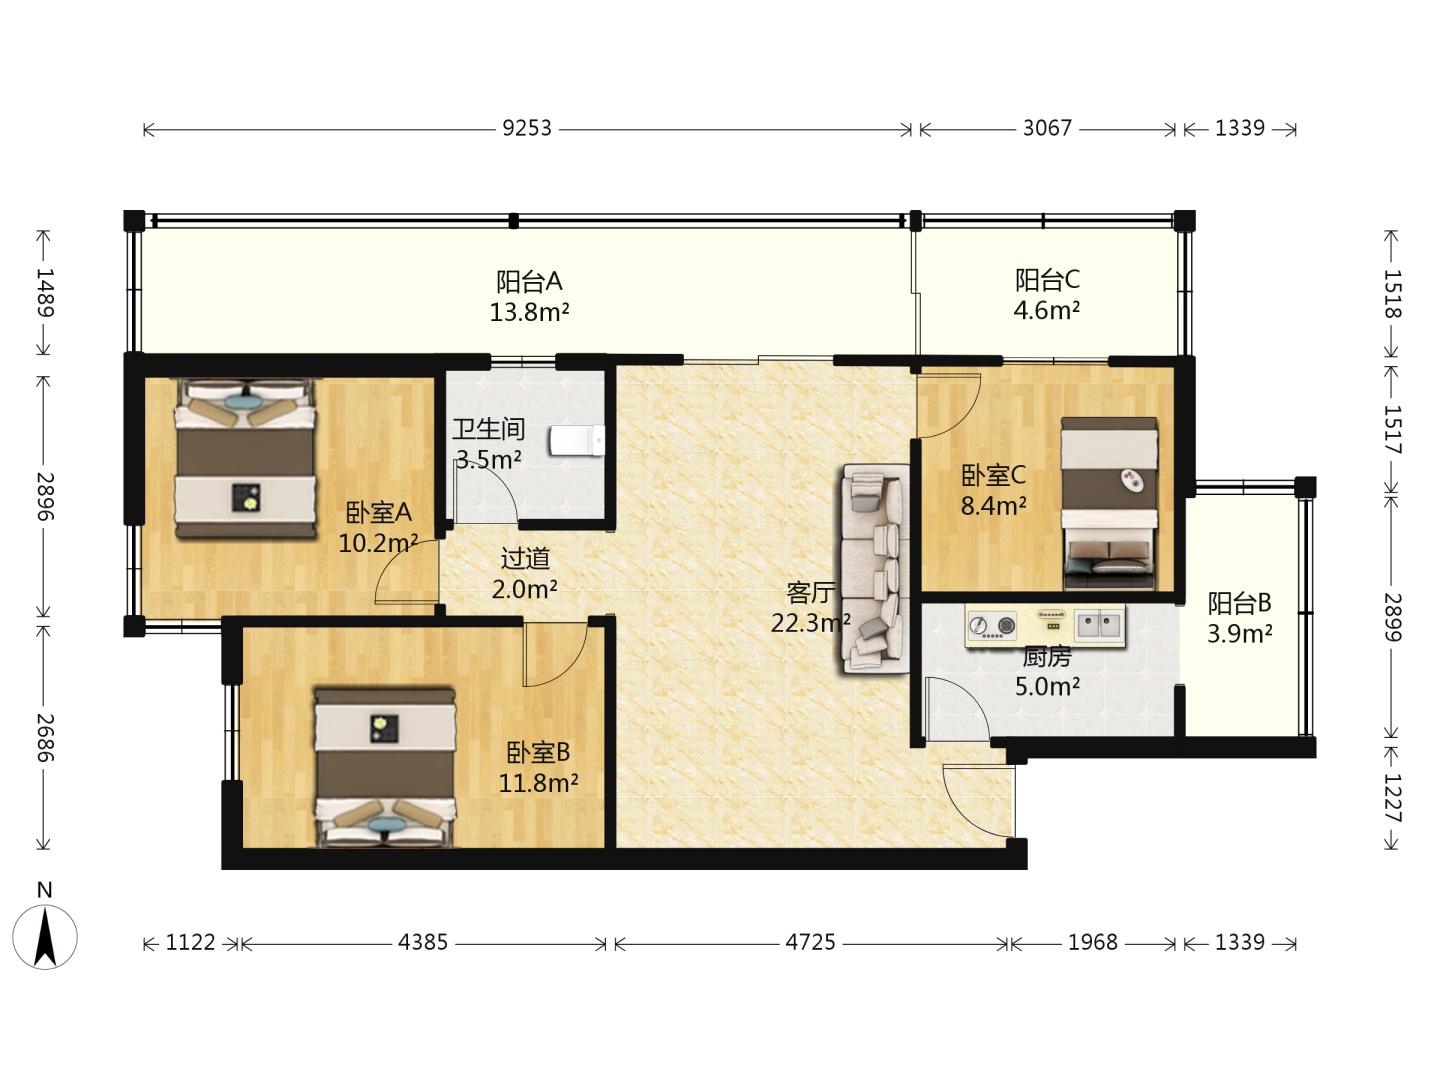 9253
3067
1339
1489
2896
2686
阳台A
13.8m²
阳台C
4.6m²
1518
1517
2899
1227
卫生间
3.5m²
卧室A
10.2m²
过道
2.0m²
卧室C
8.4m²
客厅
22.3m²
阳台B
3.9m²
厨房
5.0m²
卧室B
11.8m²
N
1122
4385
4725
1968
1339